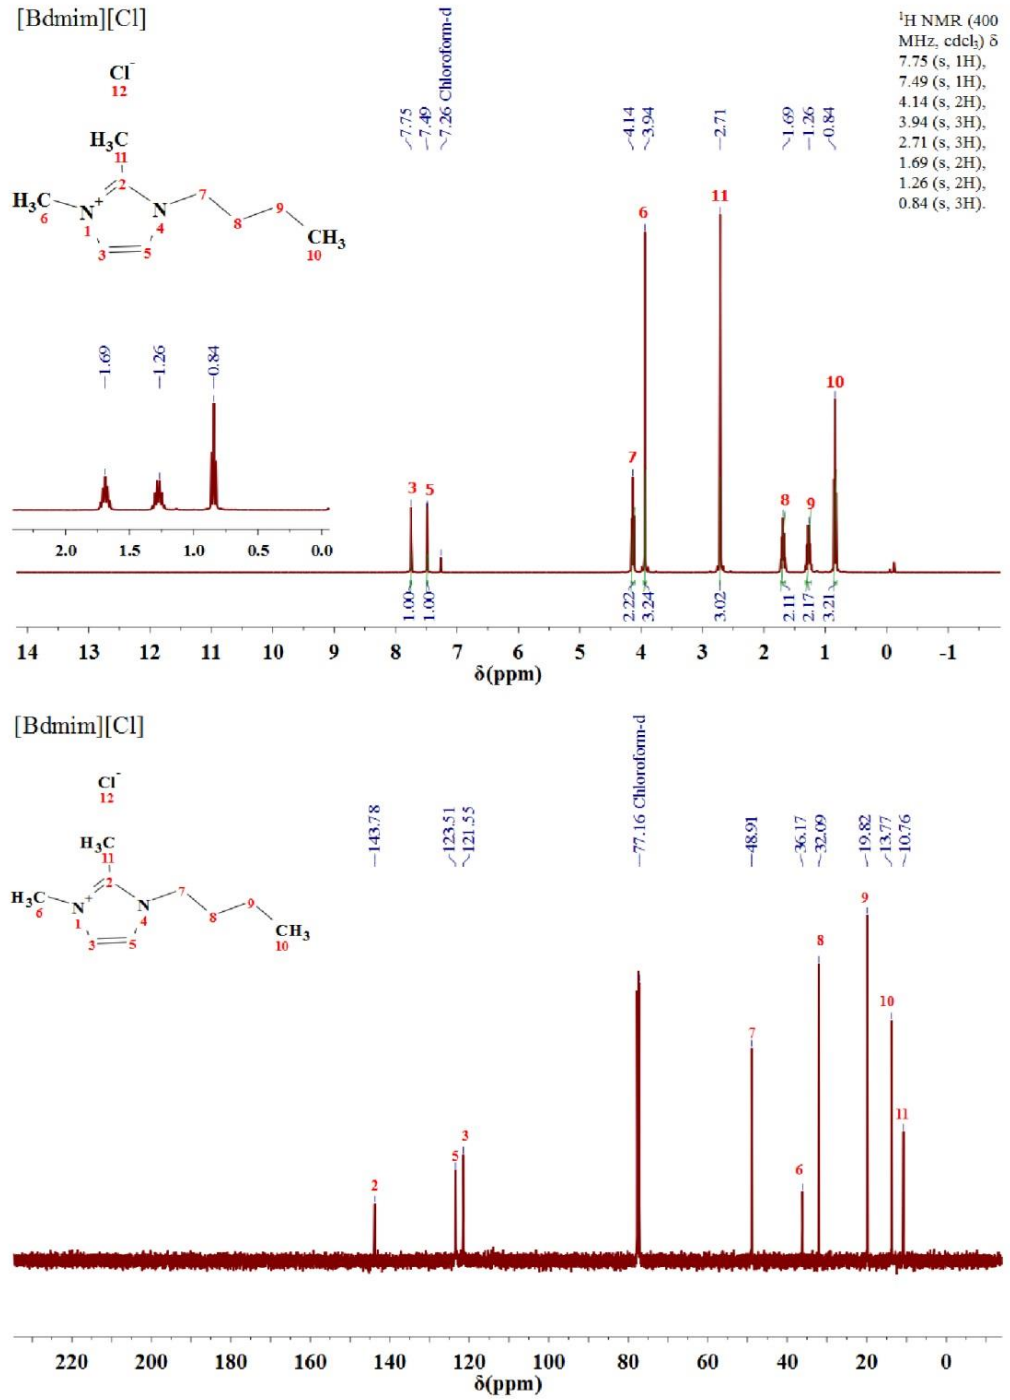 [Bdmim][Cl]
Cl-
12
H3C
11
2
H3C
6
N+
1
N
4
3
5
7
8
9
CH3
10
1H NMR (400
MHz, cdcl3) δ
7.75 (s, 1H),
7.49 (s, 1H),
4.14 (s, 2H),
3.94 (s, 3H),
2.71 (s, 3H),
1.69 (s, 2H),
1.26 (s, 2H),
0.84 (s, 3H).
7.75
7.49
7.26 Chloroform-d
4.14
3.94
2.71
1.69
1.26
0.84
1.69
1.26
0.84
2.0 1.5 1.0 0.5 0.0
3 5 7 6 11 8 9 10
1.00 1.00 2.22 3.24 3.02 2.11 2.17 3.21
14 13 12 11 10 9 8 7 6 5 4 3 2 1 0 -1
δ(ppm)
[Bdmim][Cl]
Cl-
12
H3C
11
2
H3C
6
N+
1
N
4
3
5
7
8
9
CH3
10
143.78
123.51
121.55
77.16 Chloroform-d
48.91
36.17
32.09
19.82
13.77
10.76
2 5 3 7 6 8 9 10 11
220 200 180 160 140 120 100 80 60 40 20 0
δ(ppm)